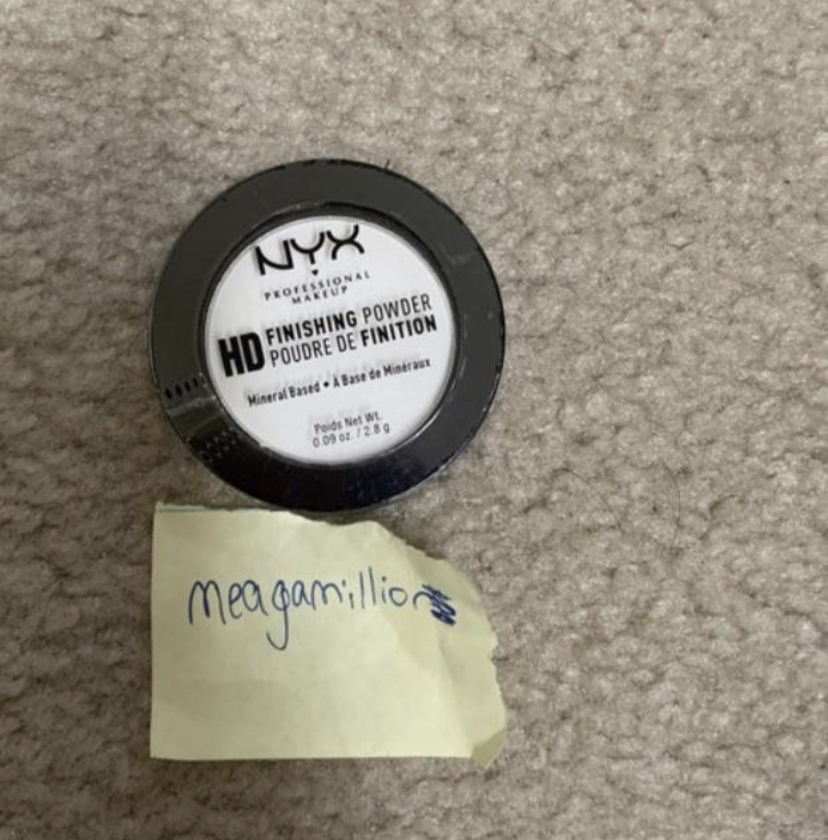 NYX
PROFESSIONAL
MAKEUP
HD FINISHING POWDER
POUDRE DE FINITION
Mineral Based • À Base de Minéraux
Poids Net Wt.
0.09 oz. / 2.8 g
meagamillion